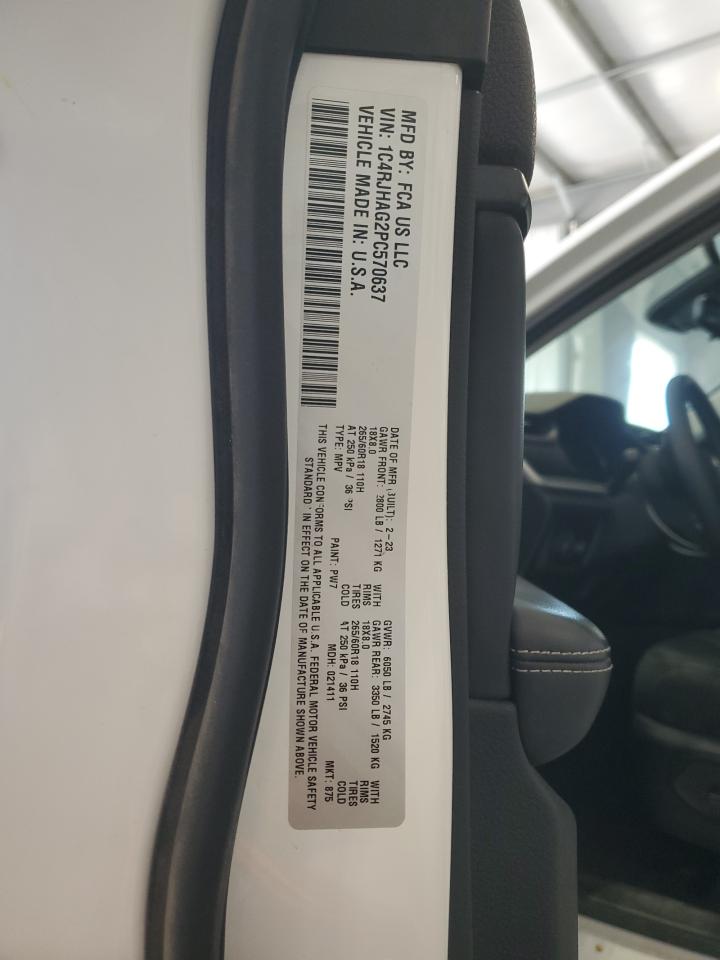 MFD BY: FCA US LLC
VIN: 1C4RJHAG2PC570637
VEHICLE MADE IN: U.S.A.
DATE OF MFR (BUILT): 2-23 GVWR: 6050 LB / 2745 KG
GAWR FRONT: 2800 LB / 1271 KG WITH GAWR REAR: 3350 LB / 1520 KG WITH
18X8.0 RIMS 18X8.0 RIMS
265/60R18 110H TIRES 265/60R18 110H TIRES
AT 250 kPa / 36 PSI COLD AT 250 kPa / 36 PSI COLD
TYPE: MPV PAINT: PW7 MDH: 021411 MKT: 875
THIS VEHICLE CONFORMS TO ALL APPLICABLE U.S.A. FEDERAL MOTOR VEHICLE SAFETY
STANDARD IN EFFECT ON THE DATE OF MANUFACTURE SHOWN ABOVE.